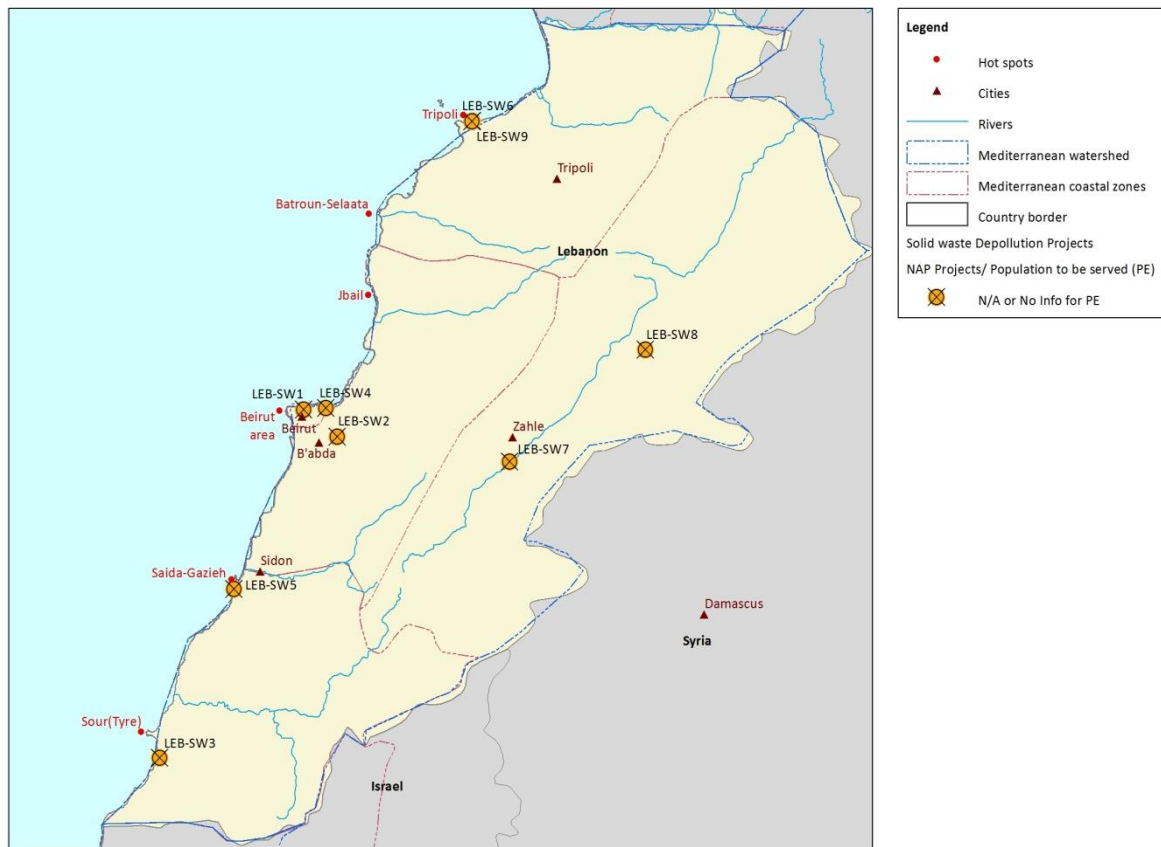 LEB-SW6
Tripoli
LEB-SW9
Tripoli
Batroun-Selaata
Lebanon
Jbail
LEB-SW8
LEB-SW1
LEB-SW4
Beirut
area
Beirut
LEB-SW2
B'abda
Zahle
LEB-SW7
Sidon
Saida-Gazieh
LEB-SW5
Damascus
Syria
Sour(Tyre)
LEB-SW3
Israel
Legend
Hot spots
Cities
Rivers
Mediterranean watershed
Mediterranean coastal zones
Country border
Solid waste Depollution Projects
NAP Projects/ Population to be served (PE)
N/A or No Info for PE